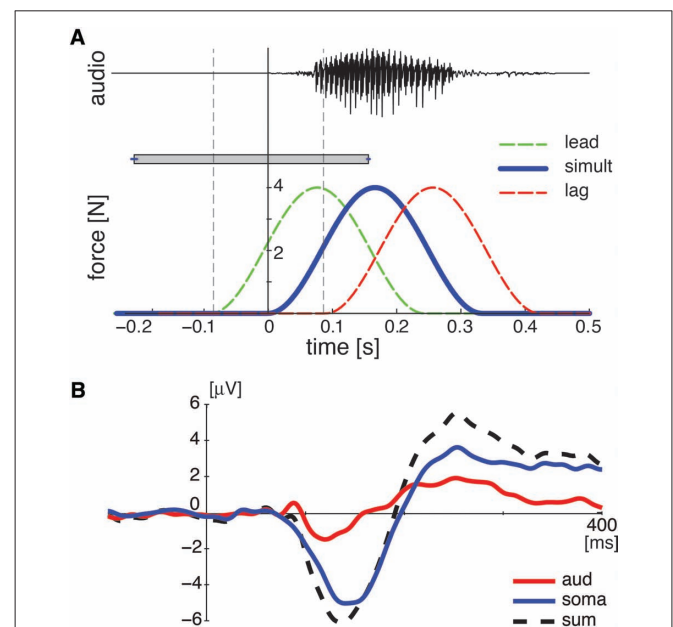 A
audio
lead
simult
lag
force [N]
4
2
−0.2 −0.1 0 0.1 0.2 0.3 0.4 0.5
time [s]
B
[μV]
6
4
2
0
−2
−4
−6
400
[ms]
aud
soma
sum